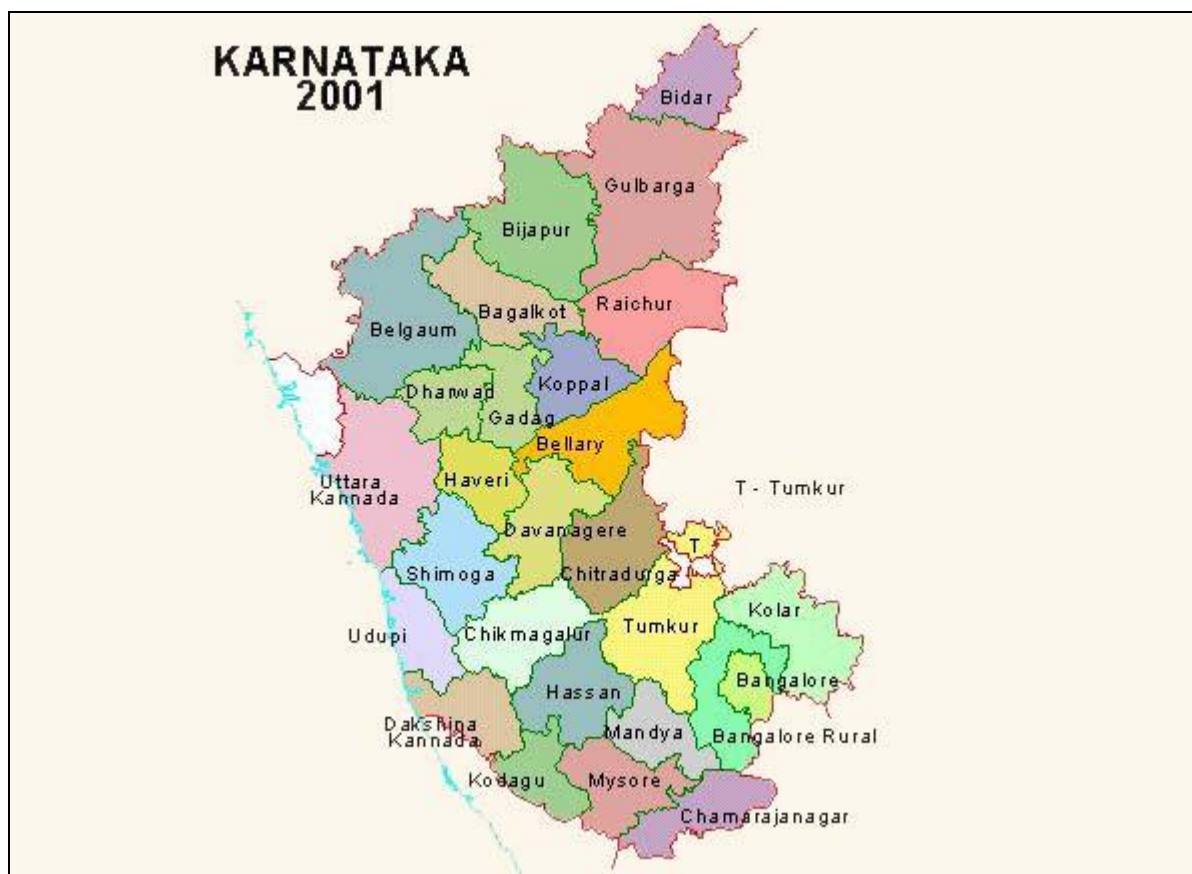 KARNATAKA
2001
Bidar
Gulbarga
Bijapur
Raichur
Bagalkot
Belgaum
Koppal
Dharwad
Gadag
Bellary
Uttara
Kannada
Haveri
T - Tumkur
Davanagere
T
Shimoga
Chitradurga
Kolar
Udupi
Chikmagalur
Tumkur
Bangalore
Hassan
Dakshina
Kannada
Mandya
Bangalore Rural
Kodagu
Mysore
Chamarajanagar